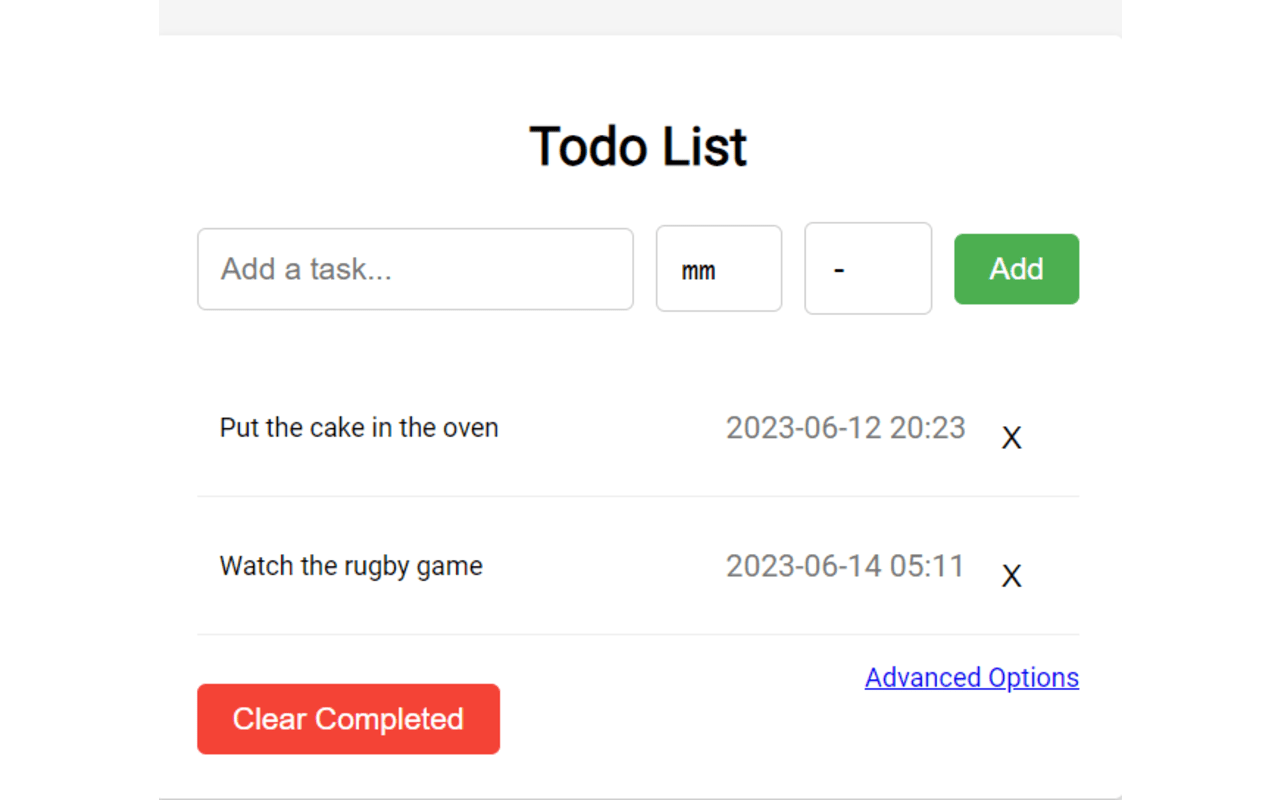 Todo List
Add a task... mm - Add
Put the cake in the oven 2023-06-12 20:23 X
Watch the rugby game 2023-06-14 05:11 X
Advanced Options
Clear Completed